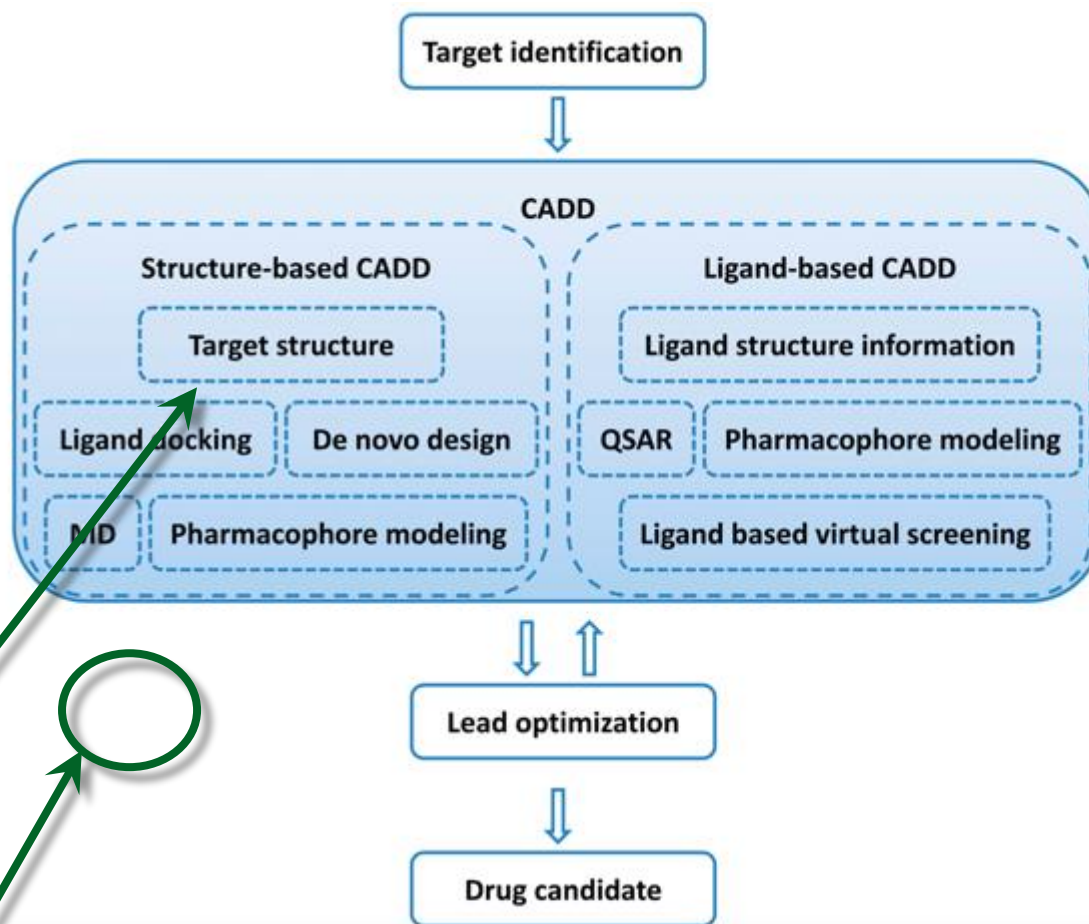 Target identification
CADD
Structure-based CADD
Target structure
Ligand docking
De novo design
MD
Pharmacophore modeling
Ligand-based CADD
Ligand structure information
QSAR
Pharmacophore modeling
Ligand based virtual screening
Lead optimization
Drug candidate